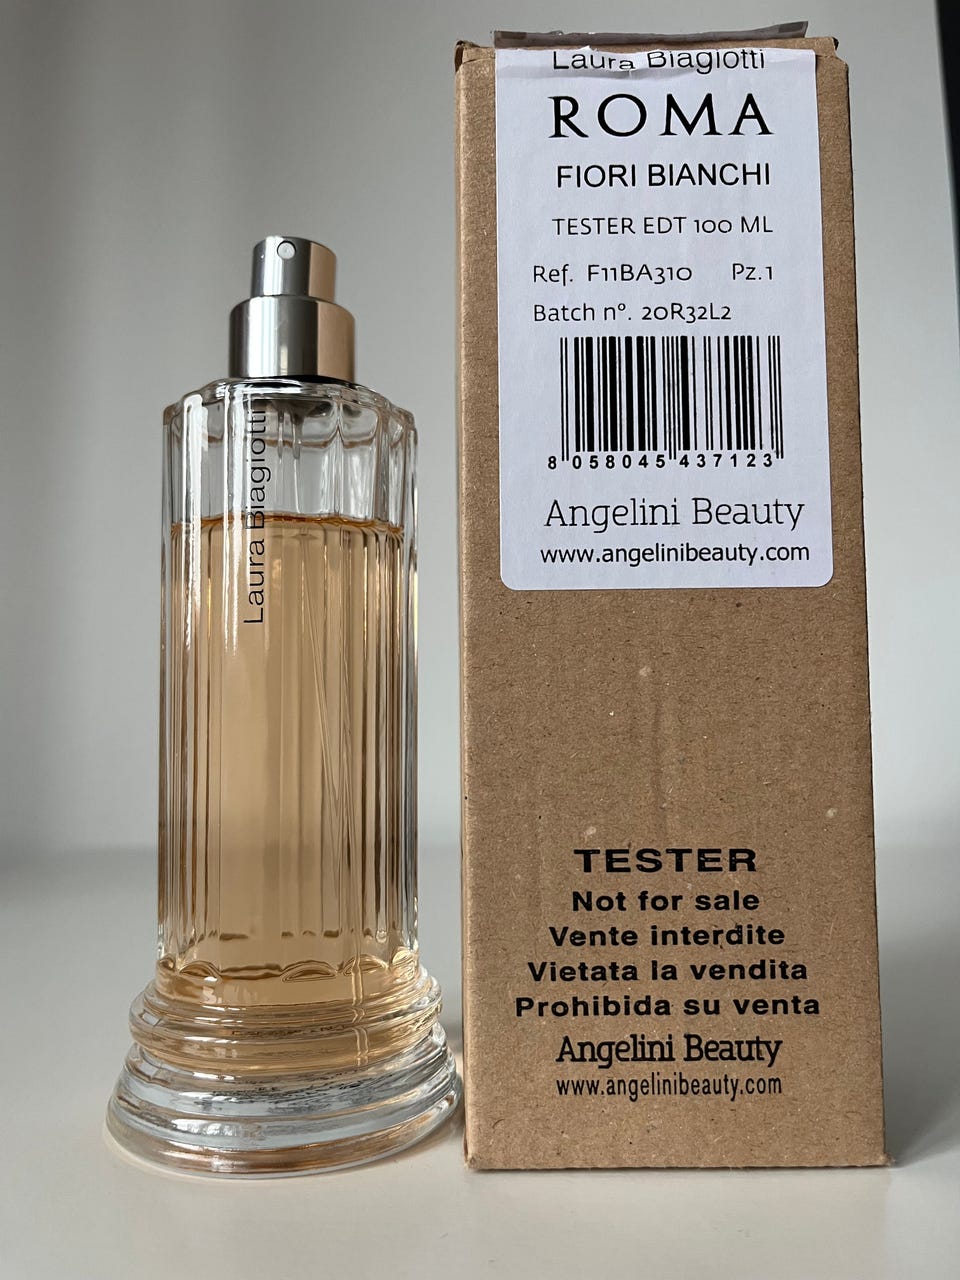 Laura Biagiotti
Laura Biagiotti
ROMA
FIORI BIANCHI
TESTER EDT 100 ML
Ref. F11BA310 Pz.1
Batch n°. 20R32L2
8 058045 437123
Angelini Beauty
www.angelinibeauty.com
TESTER
Not for sale
Vente interdite
Vietata la vendita
Prohibida su venta
Angelini Beauty
www.angelinibeauty.com